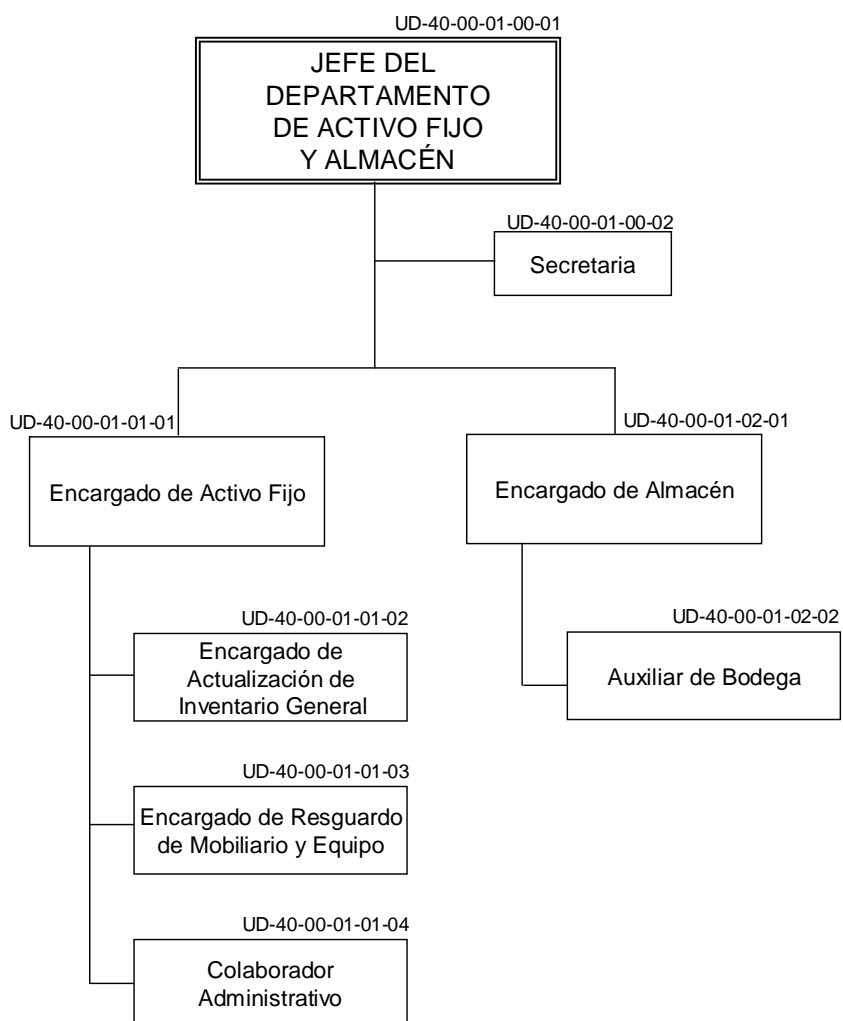 UD-40-00-01-00-01
JEFE DEL
DEPARTAMENTO
DE ACTIVO FIJO
Y ALMACÉN
UD-40-00-01-00-02
Secretaria
UD-40-00-01-01-01
Encargado de Activo Fijo
UD-40-00-01-02-01
Encargado de Almacén
UD-40-00-01-01-02
Encargado de
Actualización de
Inventario General
UD-40-00-01-02-02
Auxiliar de Bodega
UD-40-00-01-01-03
Encargado de Resguardo
de Mobiliario y Equipo
UD-40-00-01-01-04
Colaborador
Administrativo